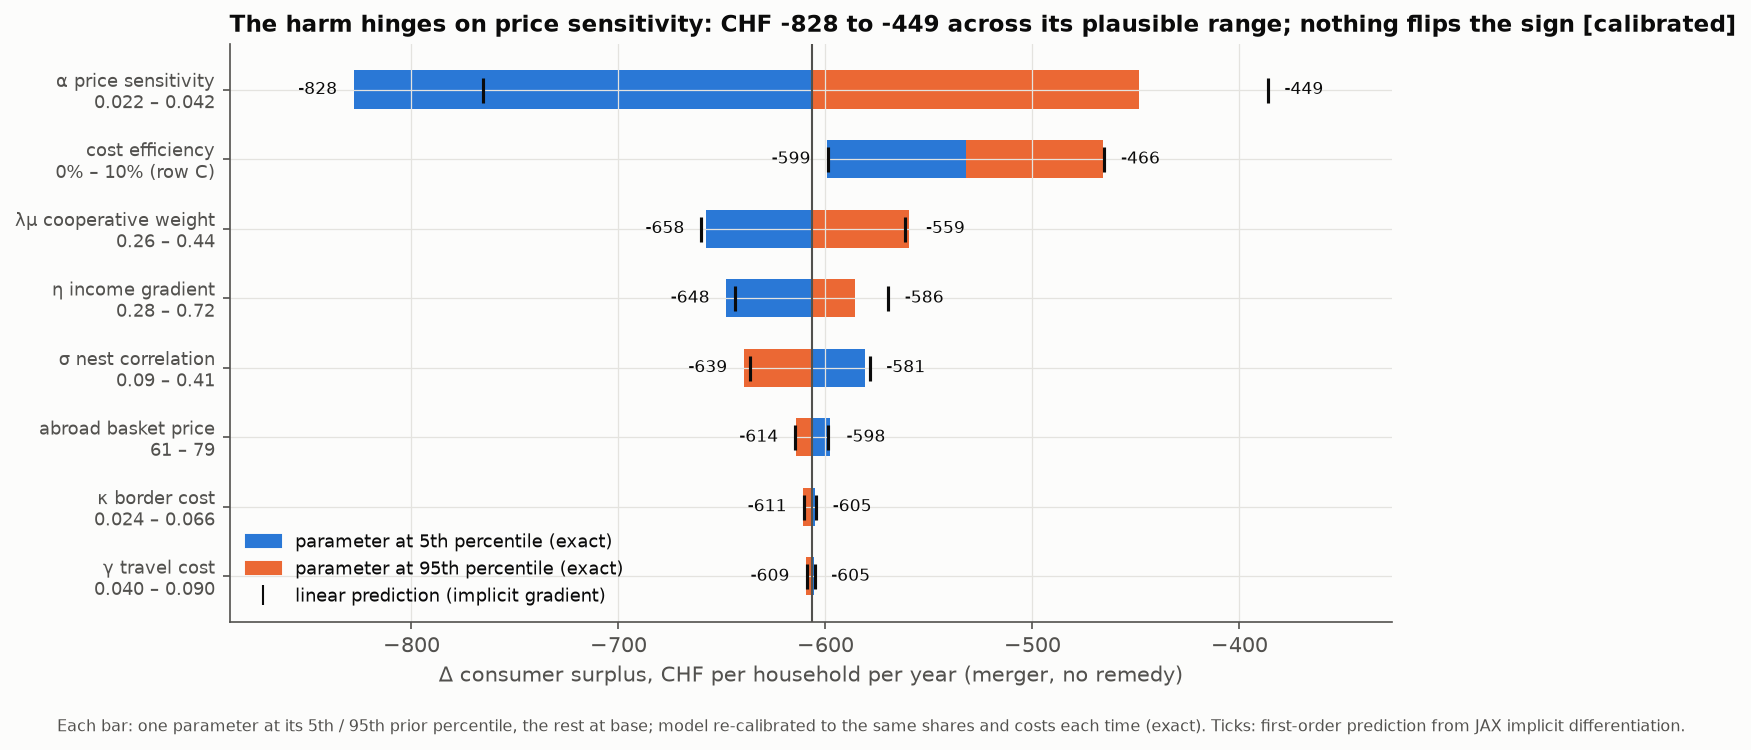 The harm hinges on price sensitivity: CHF -828 to -449 across its plausible range; nothing flips the sign [calibrated]
α price sensitivity
0.022 – 0.042
-828
-449
cost efficiency
0% – 10% (row C)
-599
-466
λμ cooperative weight
0.26 – 0.44
-658
-559
η income gradient
0.28 – 0.72
-648
-586
σ nest correlation
0.09 – 0.41
-639
-581
abroad basket price
61 – 79
-614
-598
κ border cost
0.024 – 0.066
-611
-605
γ travel cost
0.040 – 0.090
-609
-605
parameter at 5th percentile (exact)
parameter at 95th percentile (exact)
linear prediction (implicit gradient)
−800
−700
−600
−500
−400
Δ consumer surplus, CHF per household per year (merger, no remedy)
Each bar: one parameter at its 5th / 95th prior percentile, the rest at base; model re-calibrated to the same shares and costs each time (exact). Ticks: first-order prediction from JAX implicit differentiation.